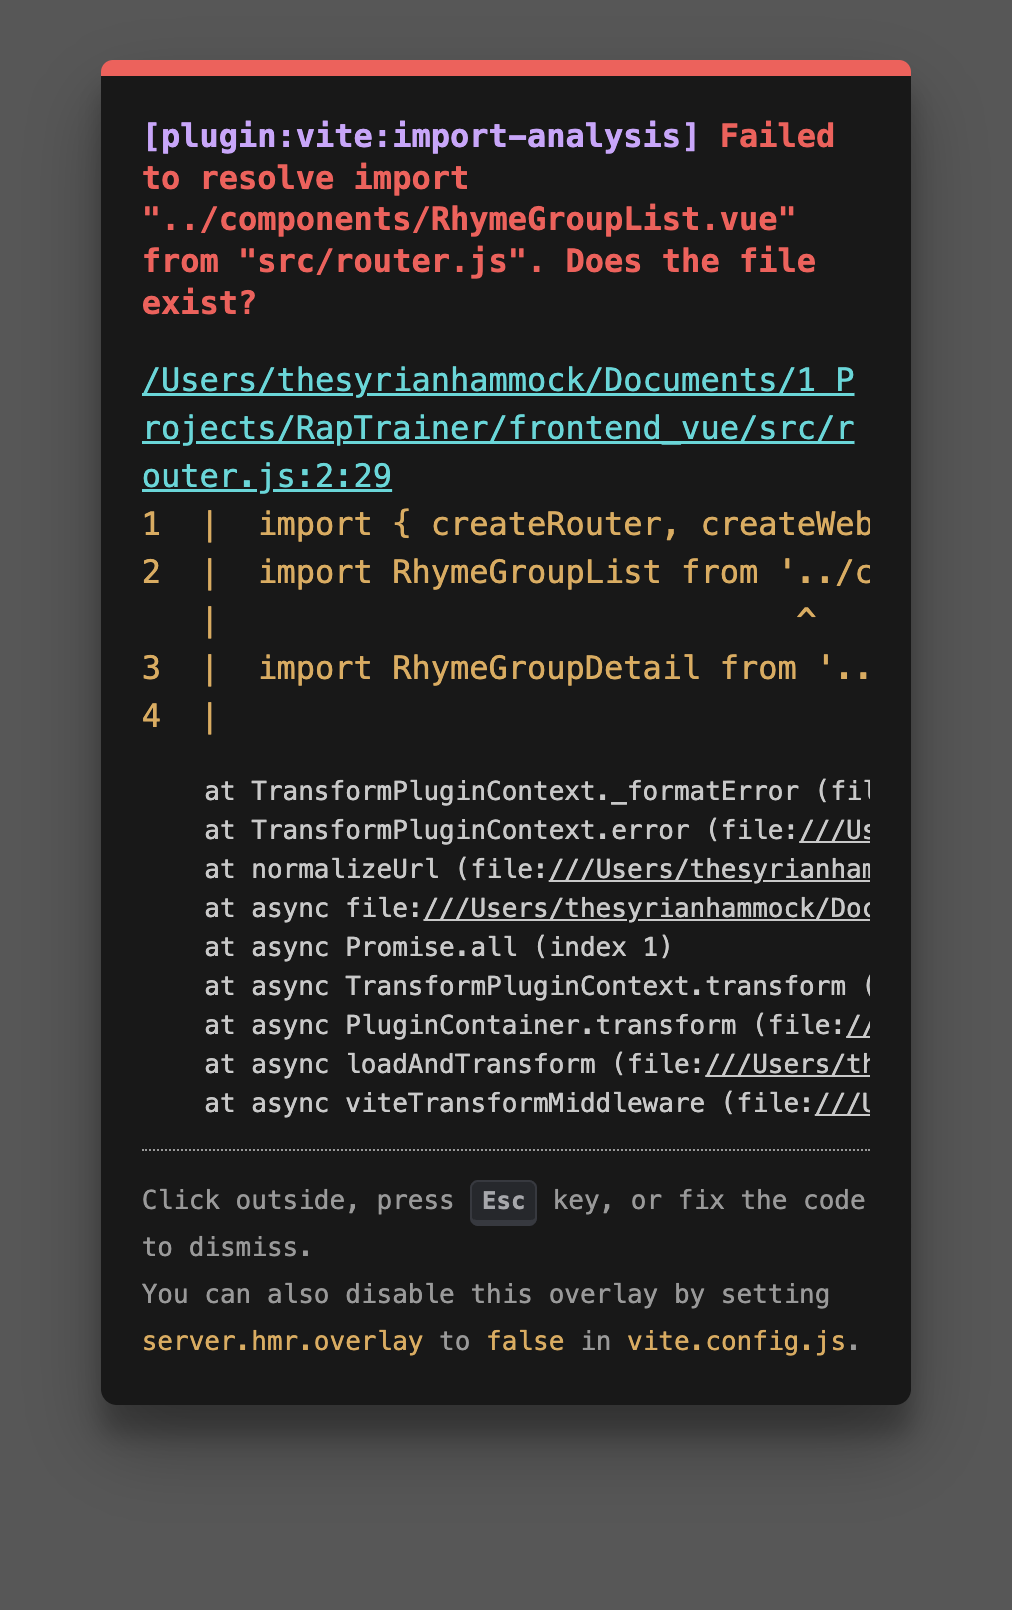 [plugin:vite:import-analysis] Failed
to resolve import
"../components/RhymeGroupList.vue"
from "src/router.js". Does the file
exist?
/Users/thesyrianhammock/Documents/1_P
rojects/RapTrainer/frontend_vue/src/r
outer.js:2:29
1  |  import { createRouter, createWeb
2  |  import RhymeGroupList from '../c
   |                              ^
3  |  import RhymeGroupDetail from '..
4  |
    at TransformPluginContext._formatError (fil
    at TransformPluginContext.error (file:///Us
    at normalizeUrl (file:///Users/thesyrianham
    at async file:///Users/thesyrianhammock/Doc
    at async Promise.all (index 1)
    at async TransformPluginContext.transform (
    at async PluginContainer.transform (file://
    at async loadAndTransform (file:///Users/th
    at async viteTransformMiddleware (file:///U
Click outside, press Esc key, or fix the code
to dismiss.
You can also disable this overlay by setting
server.hmr.overlay to false in vite.config.js.